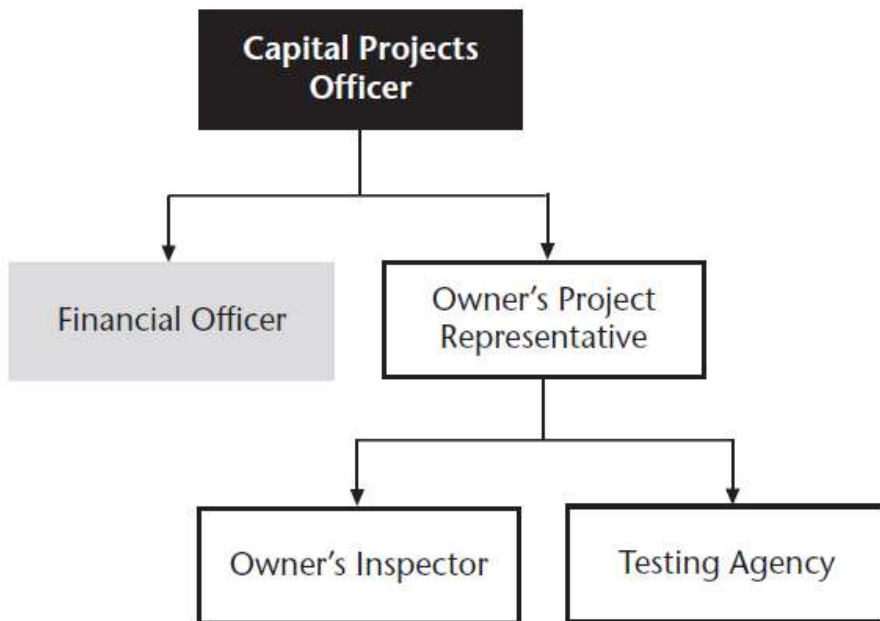 Capital Projects
Officer
Financial Officer
Owner’s Project
Representative
Owner’s Inspector
Testing Agency